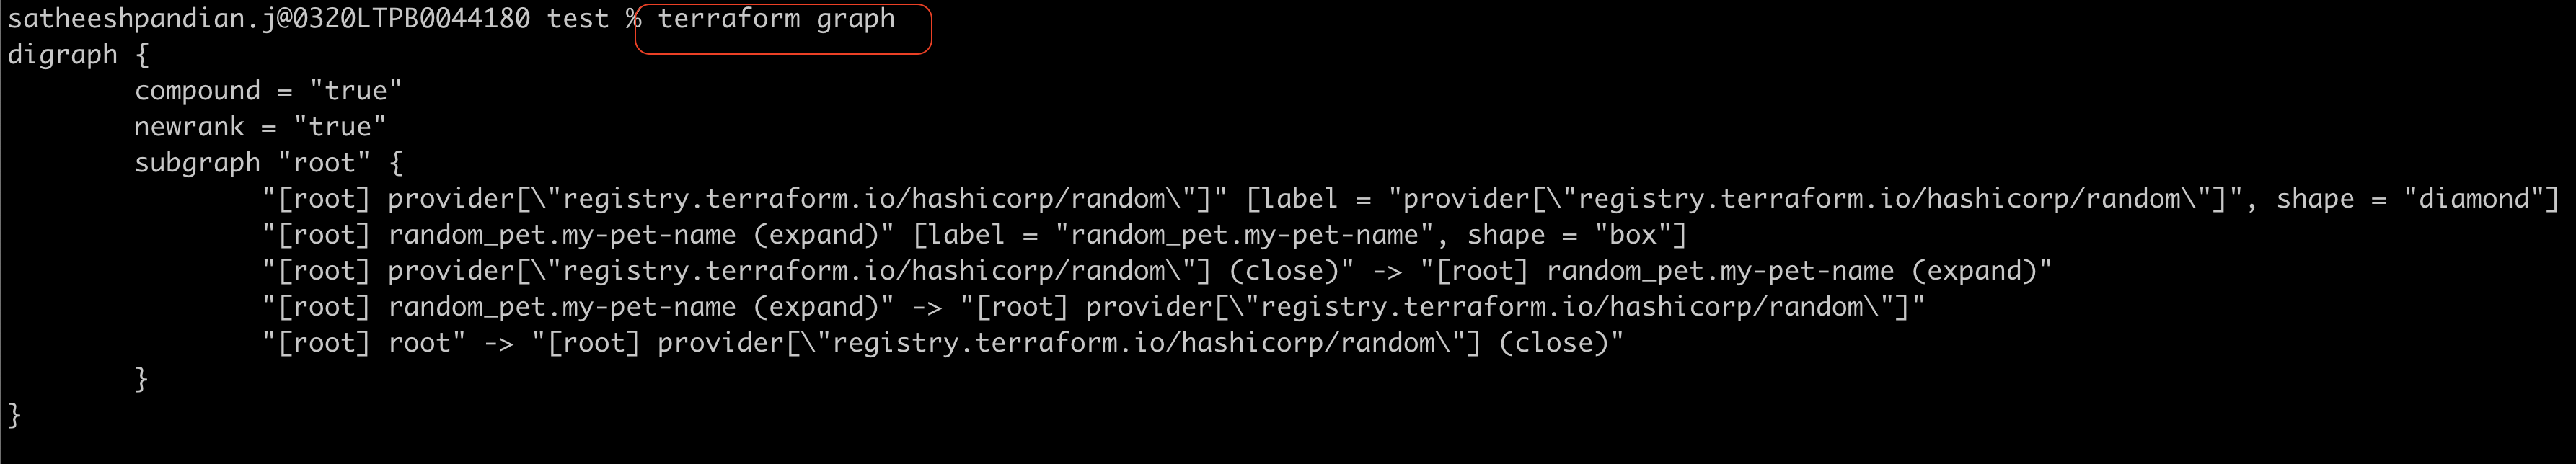 satheeshpandian.j@0320LTPB0044180 test % terraform graph
digraph {
        compound = "true"
        newrank = "true"
        subgraph "root" {
                "[root] provider[\"registry.terraform.io/hashicorp/random\"]" [label = "provider[\"registry.terraform.io/hashicorp/random\"]", shape = "diamond"]
                "[root] random_pet.my-pet-name (expand)" [label = "random_pet.my-pet-name", shape = "box"]
                "[root] provider[\"registry.terraform.io/hashicorp/random\"] (close)" -> "[root] random_pet.my-pet-name (expand)"
                "[root] random_pet.my-pet-name (expand)" -> "[root] provider[\"registry.terraform.io/hashicorp/random\"]"
                "[root] root" -> "[root] provider[\"registry.terraform.io/hashicorp/random\"] (close)"
        }
}